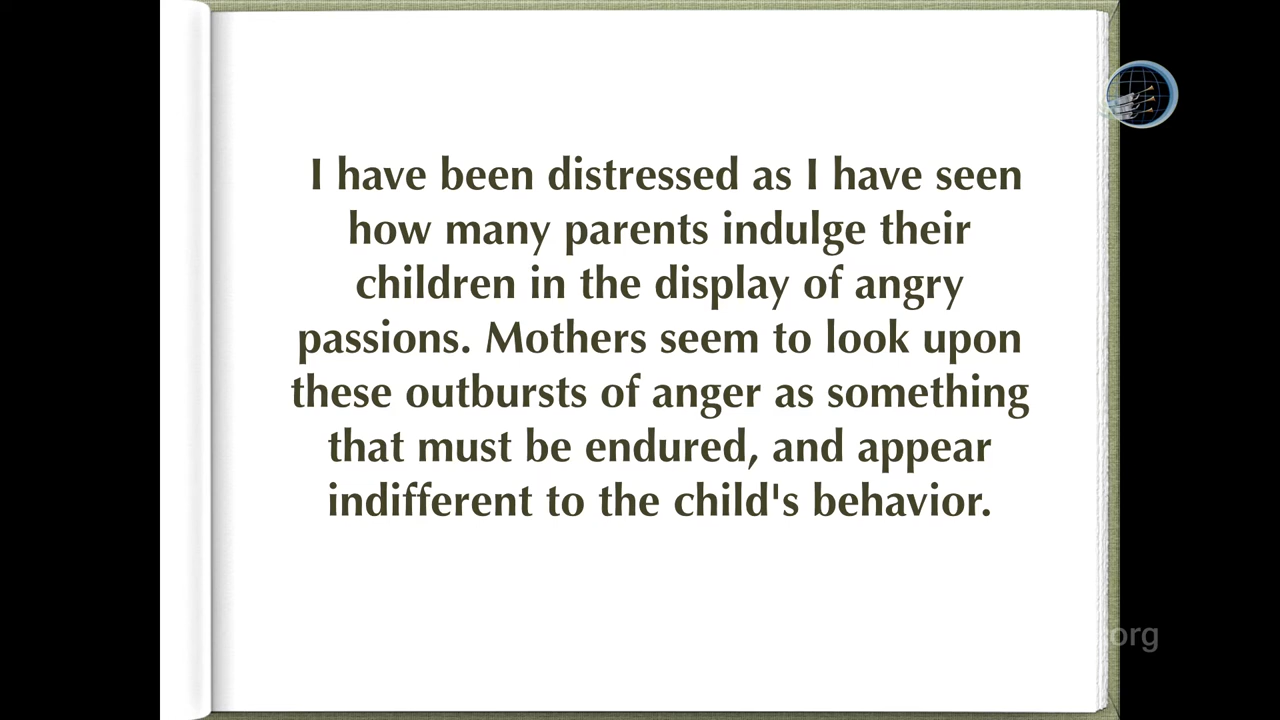 I have been distressed as I have seen
how many parents indulge their
children in the display of angry
passions. Mothers seem to look upon
these outbursts of anger as something
that must be endured, and appear
indifferent to the child's behavior.
org